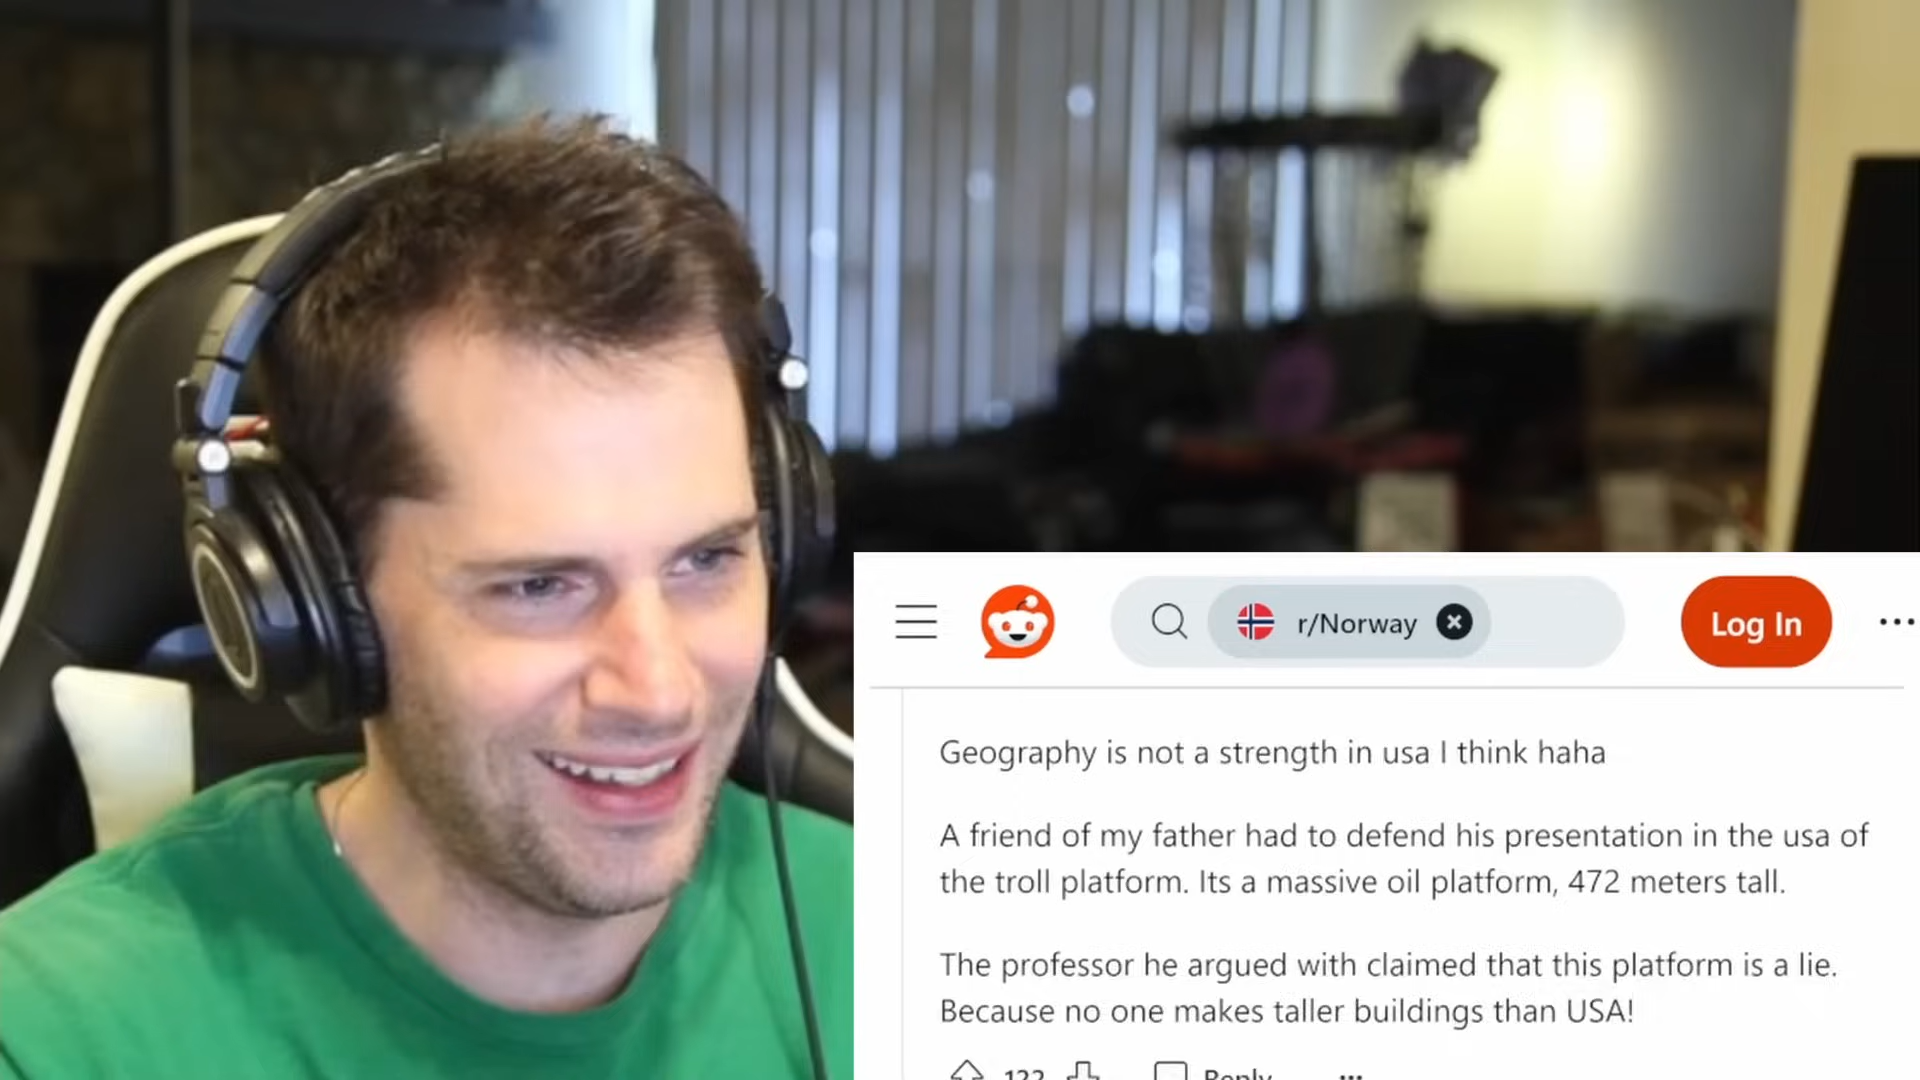 r/Norway
Log In
Geography is not a strength in usa I think haha
A friend of my father had to defend his presentation in the usa of
the troll platform. Its a massive oil platform, 472 meters tall.
The professor he argued with claimed that this platform is a lie.
Because no one makes taller buildings than USA!
122 Reply